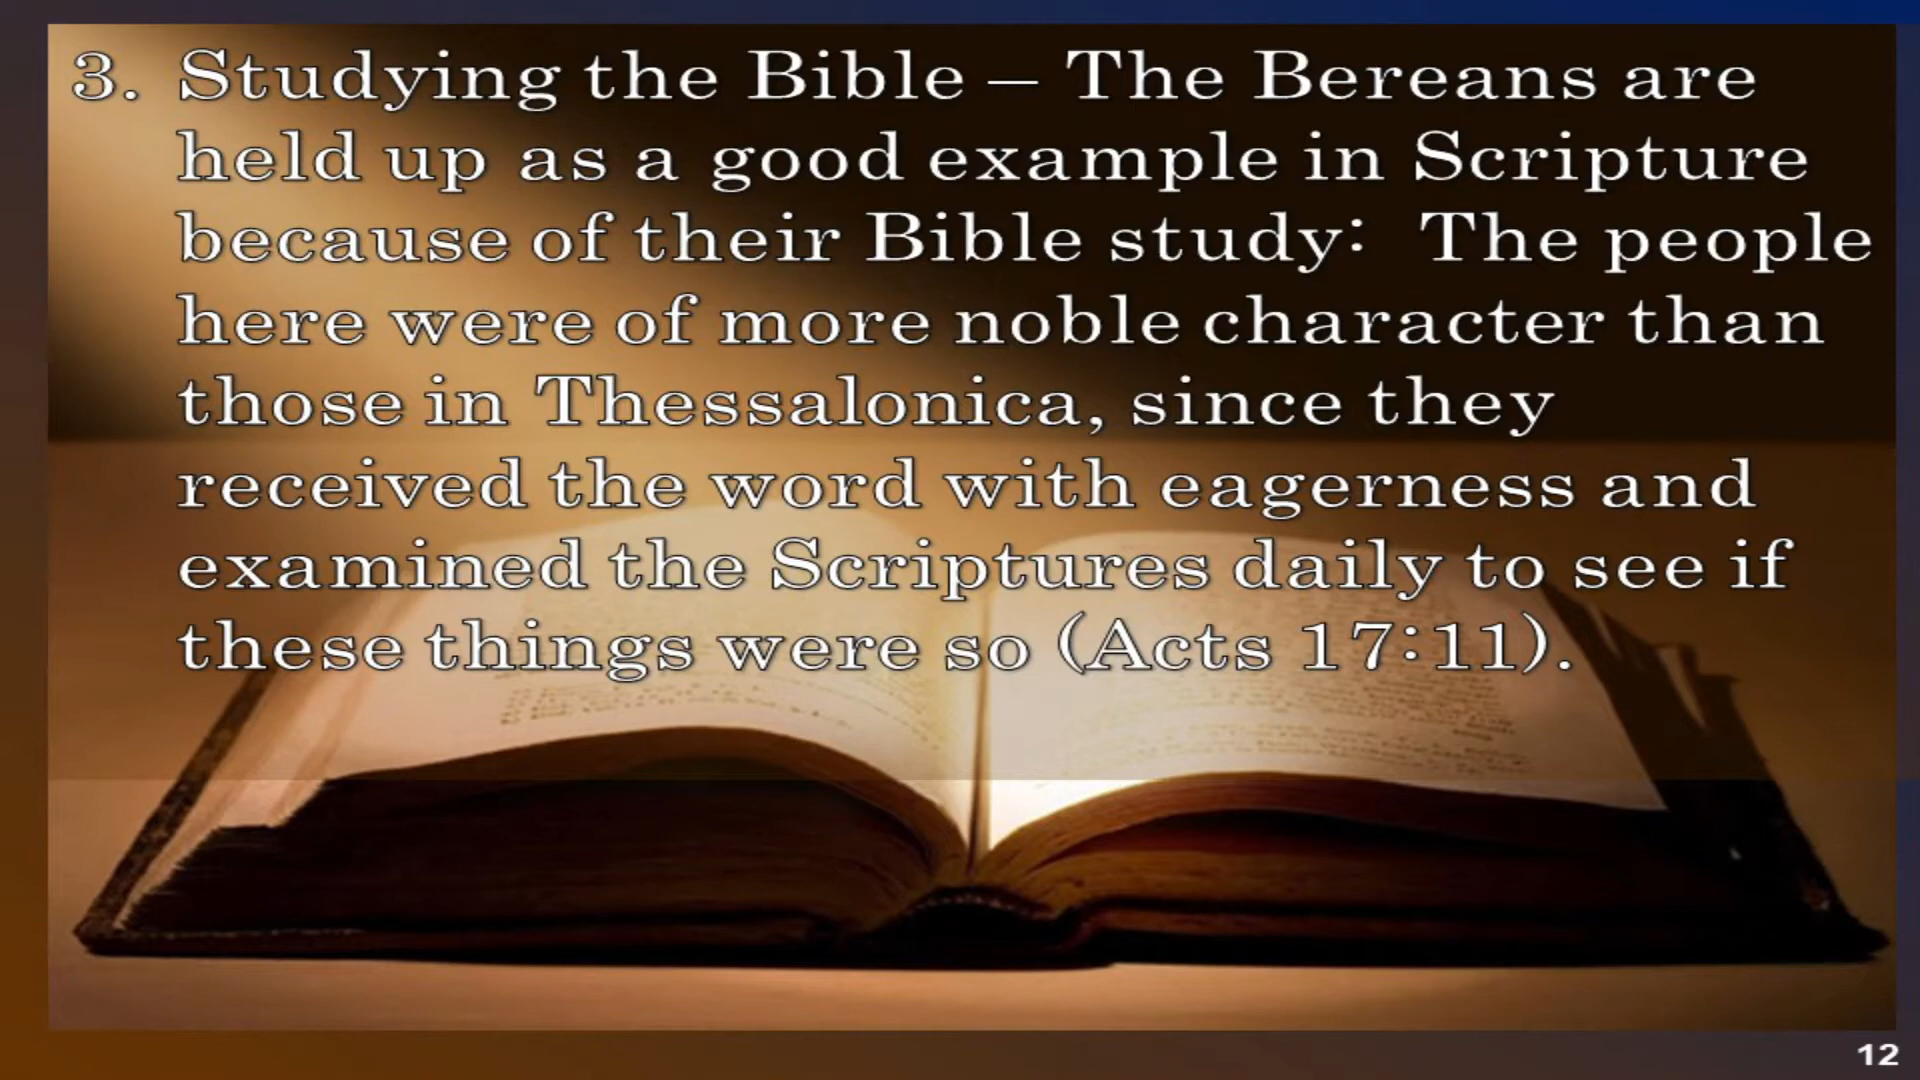 3. Studying the Bible – The Bereans are
held up as a good example in Scripture
because of their Bible study: The people
here were of more noble character than
those in Thessalonica, since they
received the word with eagerness and
examined the Scriptures daily to see if
these things were so (Acts 17:11).
12